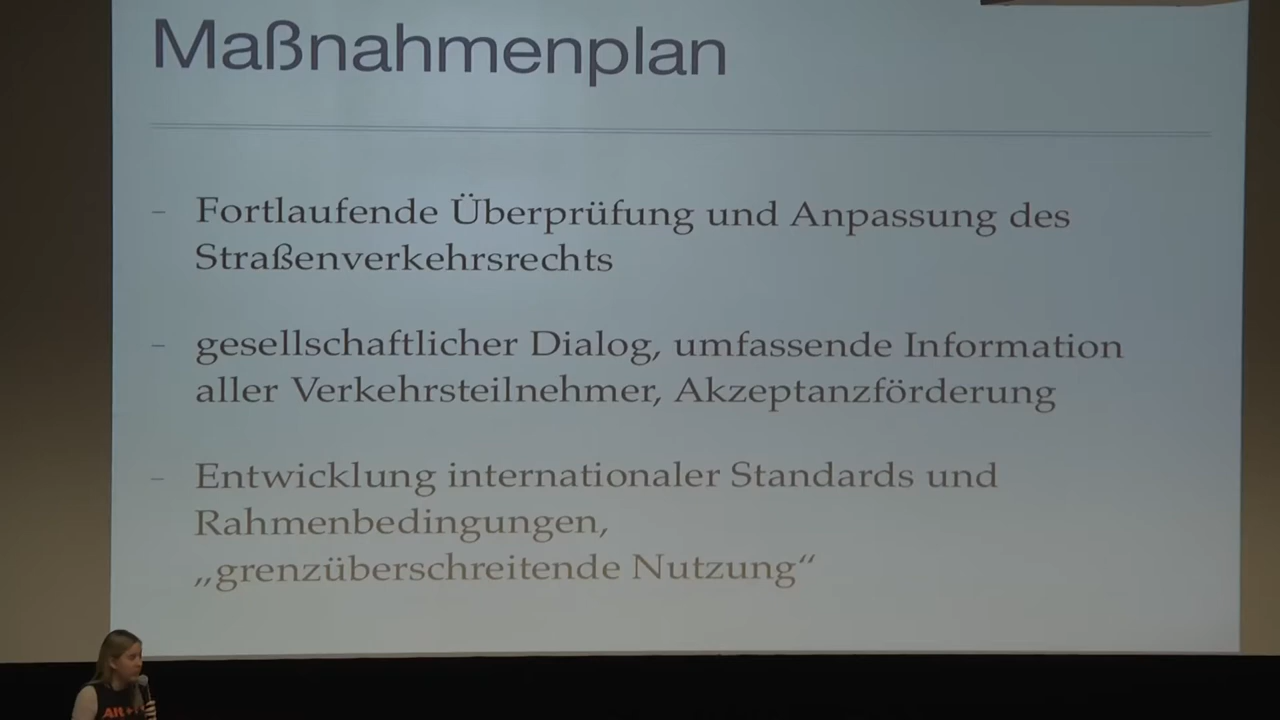 Maßnahmenplan
- Fortlaufende Überprüfung und Anpassung des
Straßenverkehrsrechts
- gesellschaftlicher Dialog, umfassende Information
aller Verkehrsteilnehmer, Akzeptanzförderung
- Entwicklung internationaler Standards und
Rahmenbedingungen,
„grenzüberschreitende Nutzung“